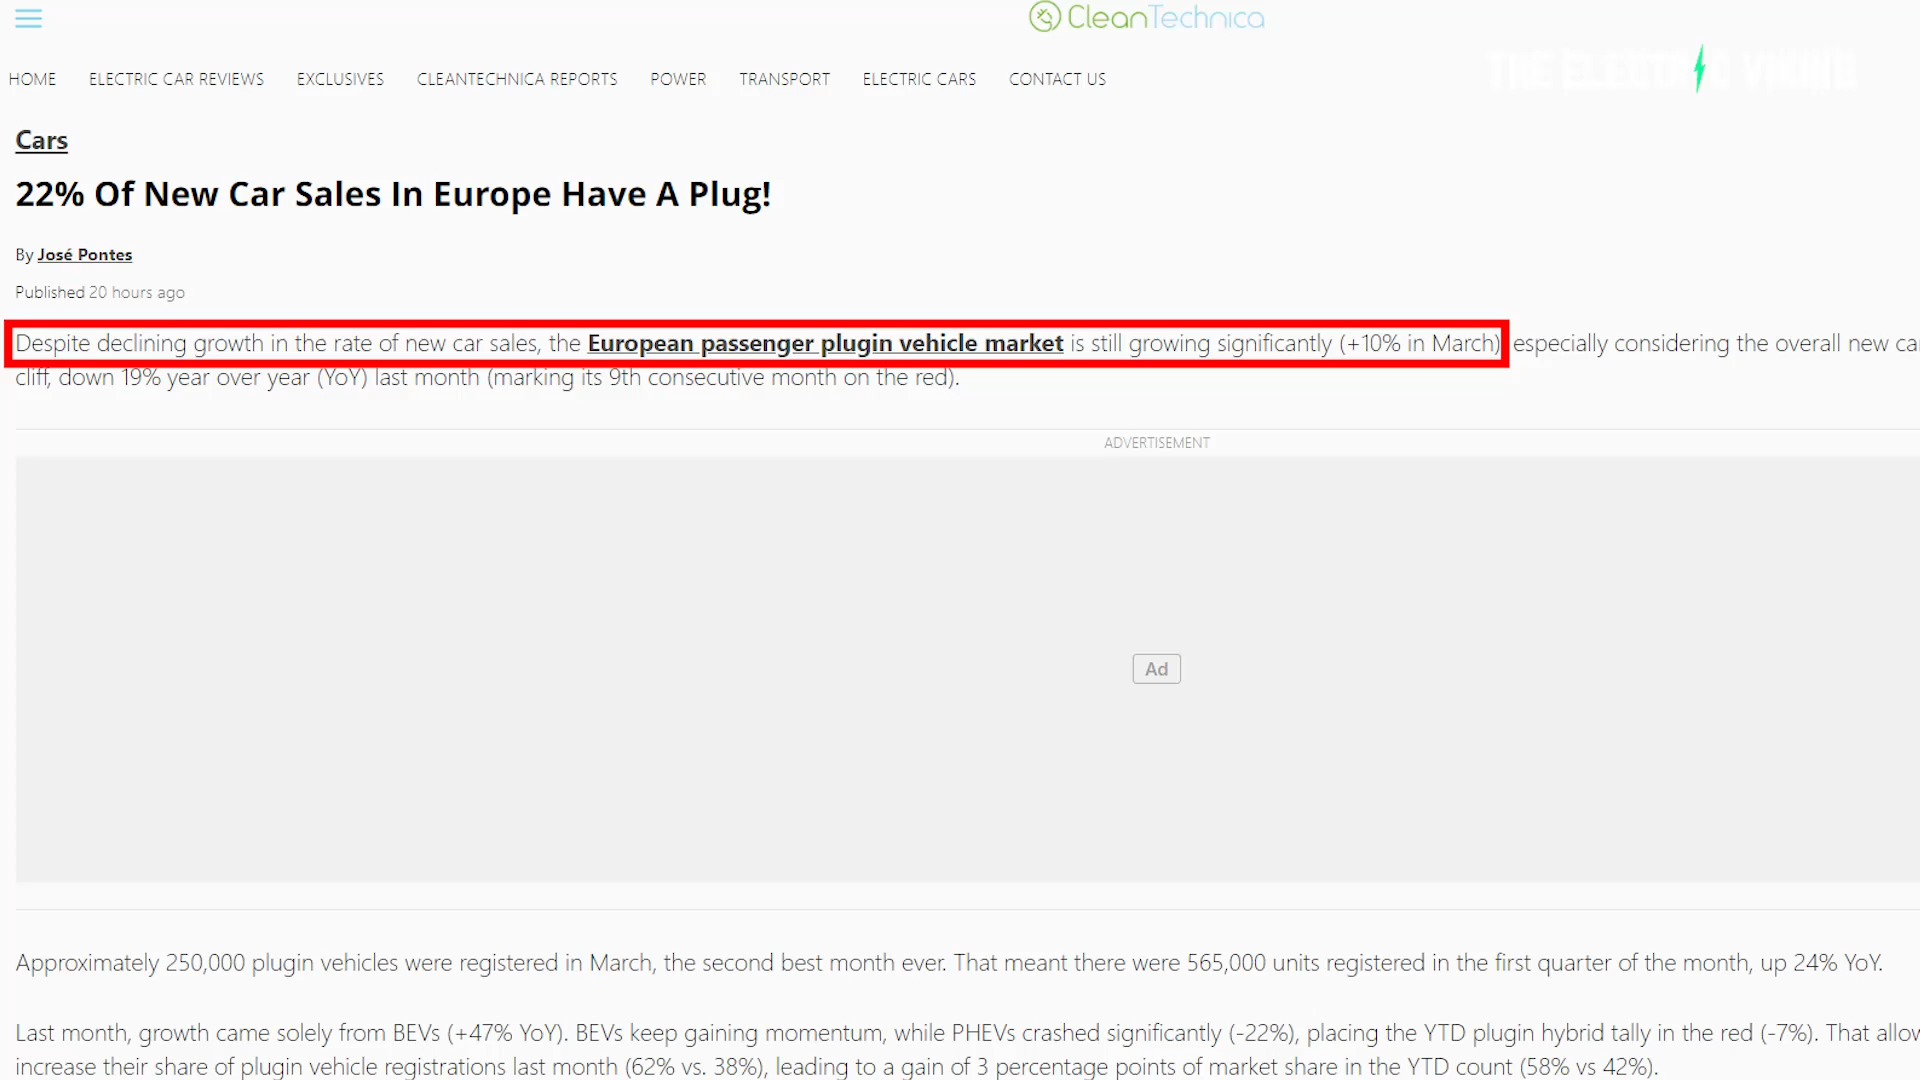 CleanTechnica
THE ELECTRIC VIKING
HOME ELECTRIC CAR REVIEWS EXCLUSIVES CLEANTECHNICA REPORTS POWER TRANSPORT ELECTRIC CARS CONTACT US
Cars
22% Of New Car Sales In Europe Have A Plug!
By José Pontes
Published 20 hours ago
Despite declining growth in the rate of new car sales, the European passenger plugin vehicle market is still growing significantly (+10% in March) especially considering the overall new
cliff, down 19% year over year (YoY) last month (marking its 9th consecutive month on the red).
ADVERTISEMENT
Ad
Approximately 250,000 plugin vehicles were registered in March, the second best month ever. That meant there were 565,000 units registered in the first quarter of the month, up 24% YoY.
Last month, growth came solely from BEVs (+47% YoY). BEVs keep gaining momentum, while PHEVs crashed significantly (-22%), placing the YTD plugin hybrid tally in the red (-7%). That
increase their share of plugin vehicle registrations last month (62% vs. 38%), leading to a gain of 3 percentage points of market share in the YTD count (58% vs 42%).